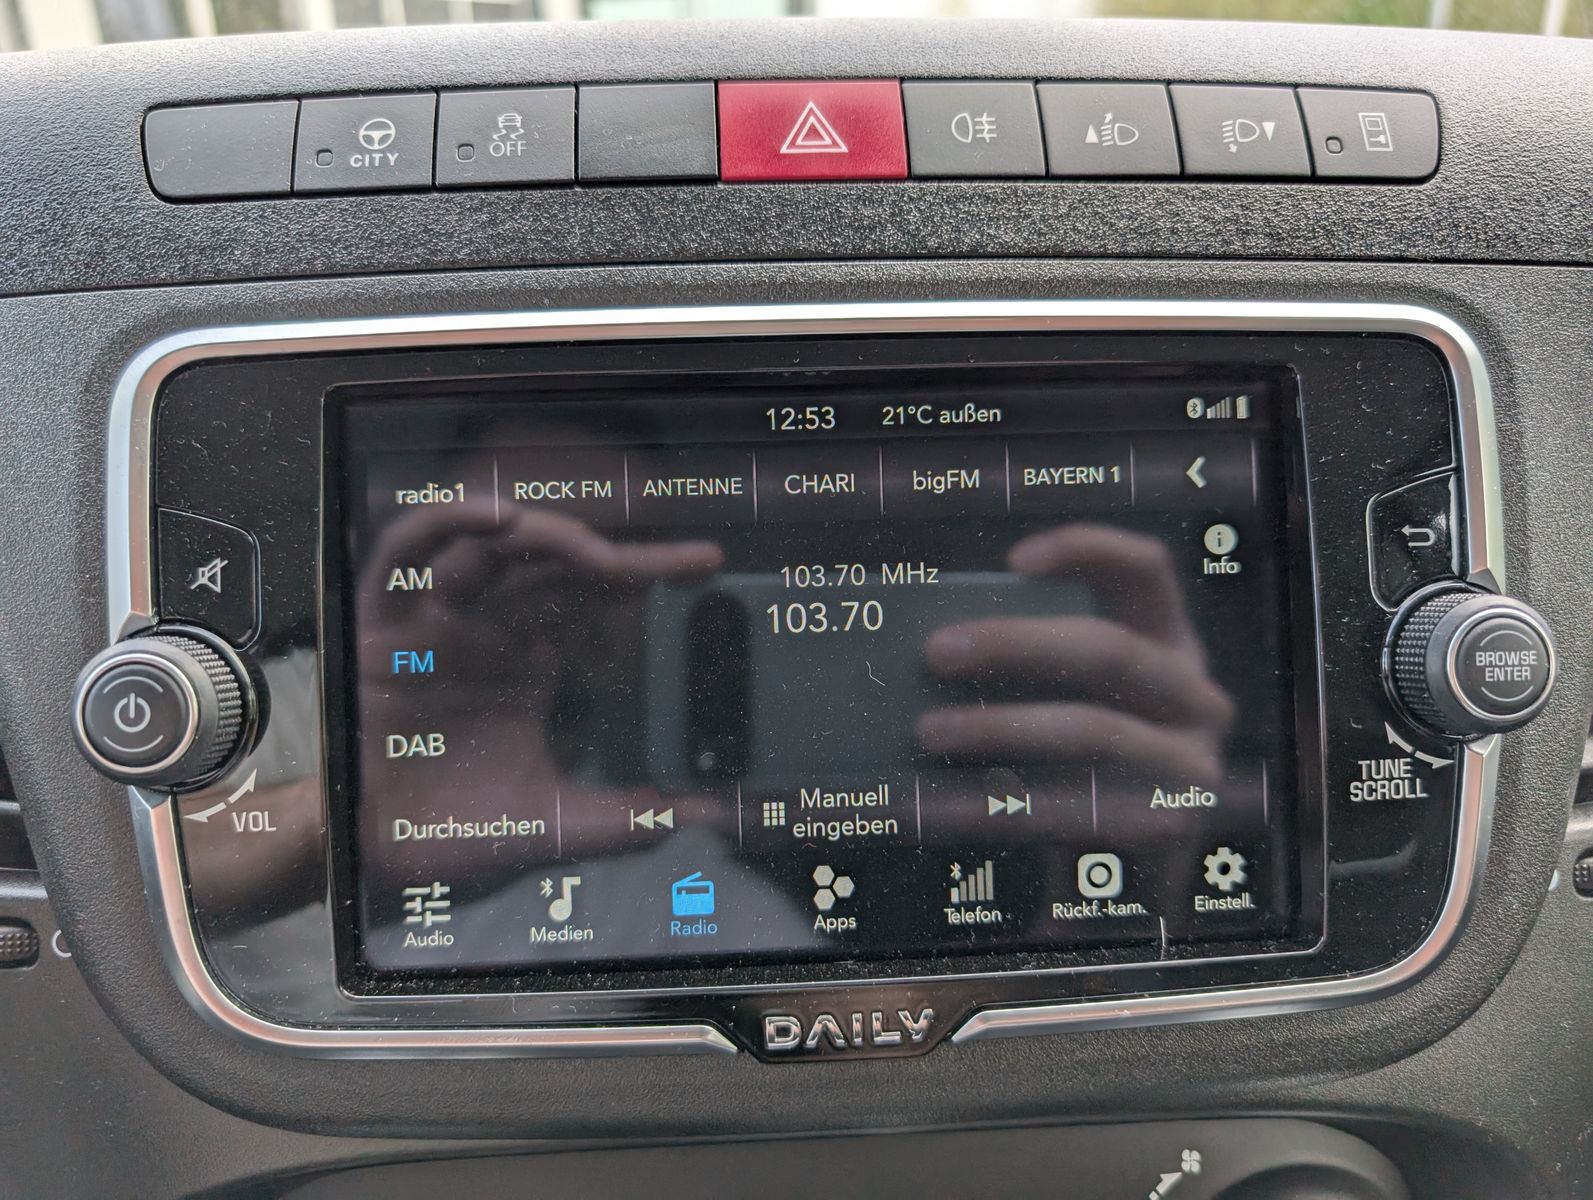 CITY
OFF
12:53 21°C außen
radio1 ROCK FM ANTENNE CHARI bigFM BAYERN 1
Info
AM
103.70 MHz
103.70
FM
DAB
Durchsuchen
Manuell
eingeben
Audio
Audio Medien Radio Apps Telefon Rückf.-kam. Einstell.
VOL
BROWSE
ENTER
TUNE
SCROLL
DAILY